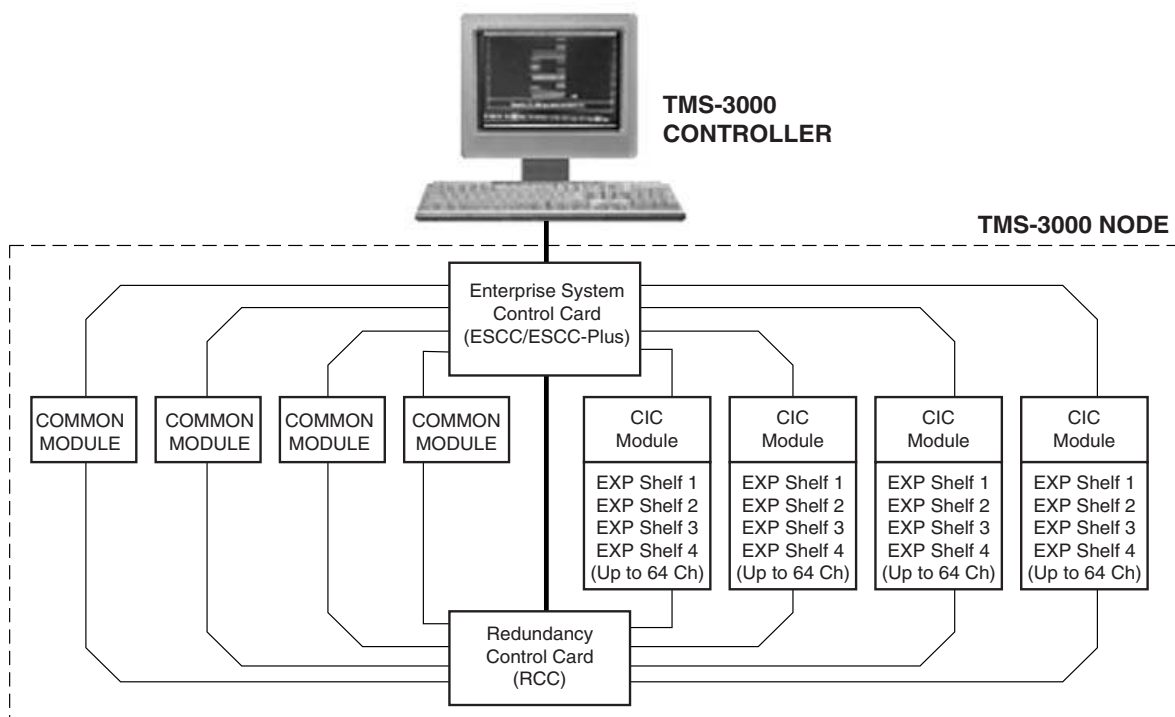 TMS-3000
CONTROLLER
TMS-3000 NODE
Enterprise System
Control Card
(ESCC/ESCC-Plus)
COMMON
MODULE
COMMON
MODULE
COMMON
MODULE
COMMON
MODULE
CIC
Module
EXP Shelf 1
EXP Shelf 2
EXP Shelf 3
EXP Shelf 4
(Up to 64 Ch)
CIC
Module
EXP Shelf 1
EXP Shelf 2
EXP Shelf 3
EXP Shelf 4
(Up to 64 Ch)
CIC
Module
EXP Shelf 1
EXP Shelf 2
EXP Shelf 3
EXP Shelf 4
(Up to 64 Ch)
CIC
Module
EXP Shelf 1
EXP Shelf 2
EXP Shelf 3
EXP Shelf 4
(Up to 64 Ch)
Redundancy
Control Card
(RCC)